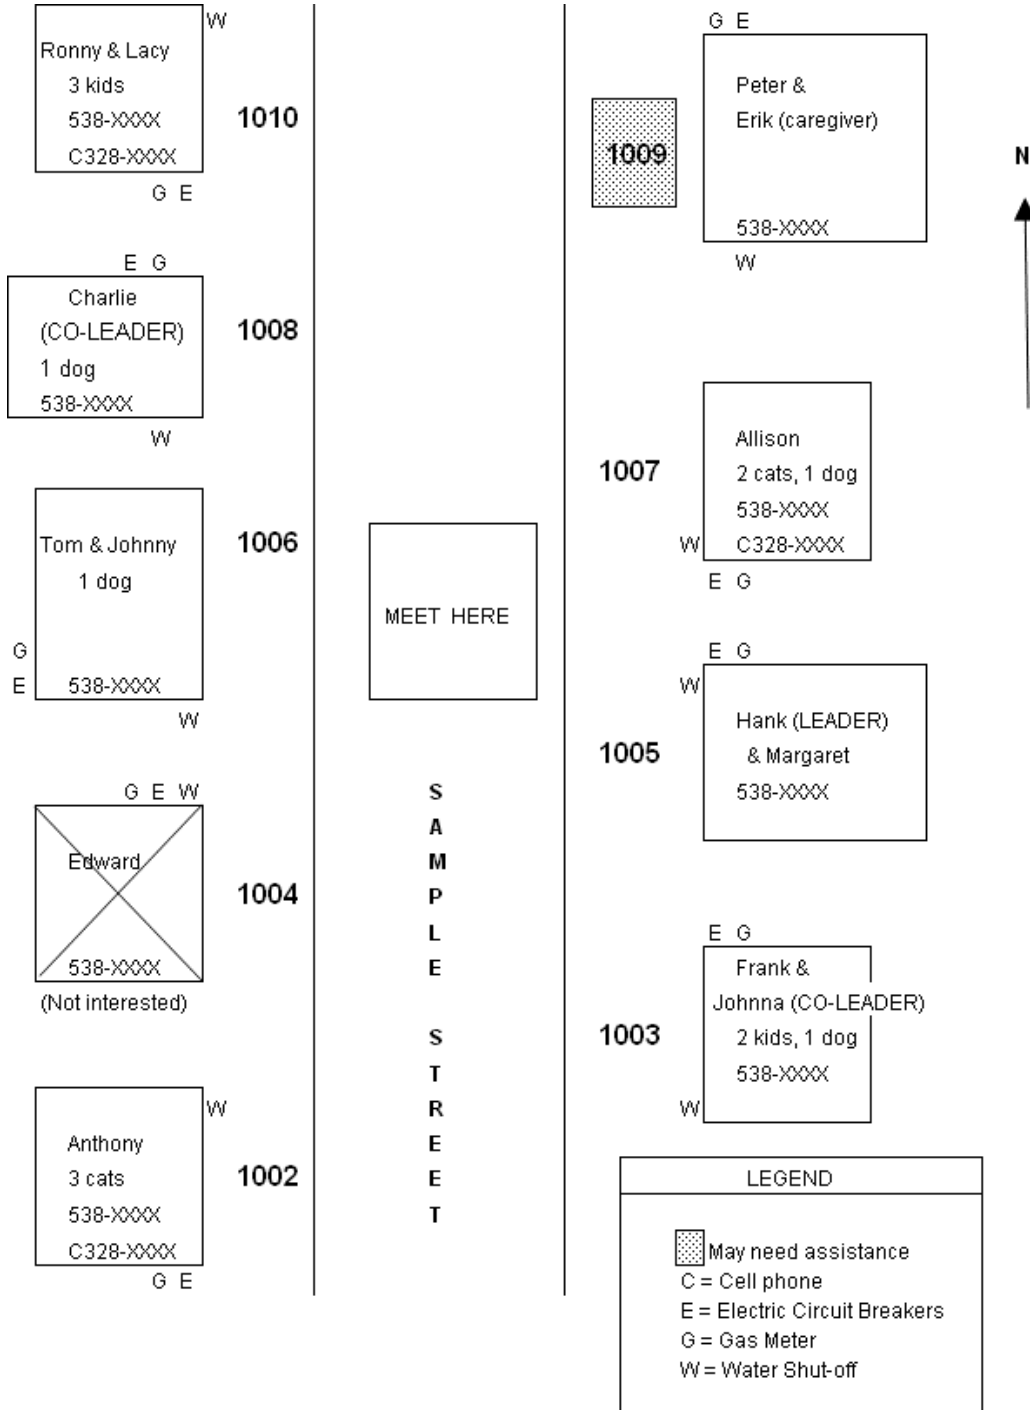 W
Ronny & Lacy
3 kids
538-XXXX
C328-XXXX
1010
G E
E G
Charlie
(CO-LEADER)
1 dog
538-XXXX
1008
W
Tom & Johnny
1 dog
1006
G
E
538-XXXX
W
G E W
Edward
1004
538-XXXX
(Not interested)
W
Anthony
3 cats
538-XXXX
C328-XXXX
1002
G E
MEET HERE
SAMPLE STREET
G E
Peter &
Erik (caregiver)
1009
538-XXXX
W
N
Allison
1007
2 cats, 1 dog
538-XXXX
W
C328-XXXX
E G
E G
W
Hank (LEADER)
& Margaret
1005
538-XXXX
E G
Frank &
Johnna (CO-LEADER)
1003
2 kids, 1 dog
538-XXXX
W
LEGEND
May need assistance
C = Cell phone
E = Electric Circuit Breakers
G = Gas Meter
W = Water Shut-off